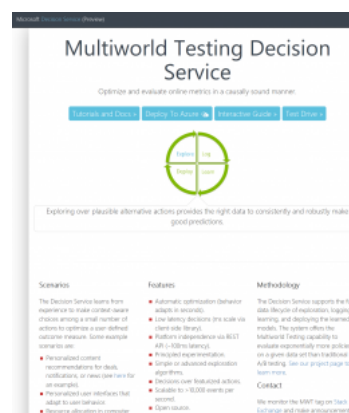 Microsoft Decision Service (Preview)
Multiworld Testing Decision
Service
Optimize and evaluate online metrics in a causally sound manner.
Tutorials and Docs »
Deploy To Azure
Interactive Guide »
Test Drive »
Explore
Log
Deploy
Learn
Exploring over plausible alternative actions provides the right data to consistently and robustly make
good predictions.
Scenarios
The Decision Service learns from
experience to make context-aware
choices among a small number of
actions to optimize a user-defined
outcome measure. Some example
scenarios are:
Personalized content
recommendations for deals,
notifications, or news (see here for
an example).
Personalized user interfaces that
adapt to user behavior.
Resource allocation in computer
Features
Automatic optimization (behavior
adapts in seconds).
Low latency decisions (ms scale via
client-side library).
Platform independence via REST
API (~100ms latency).
Principled experimentation.
Simple or advanced exploration
algorithms.
Decisions over featurized actions.
Scalable to >10,000 events per
second.
Open source.
Methodology
The Decision Service supports the f
data lifecycle of exploration, logging
learning, and deploying the learned
models. The system offers the
Multiworld Testing capability to
evaluate exponentially more policies
on a given data set than traditional
A/B testing. See our project page to
learn more.
Contact
We monitor the MWT tag on Stack
Exchange and make announcement